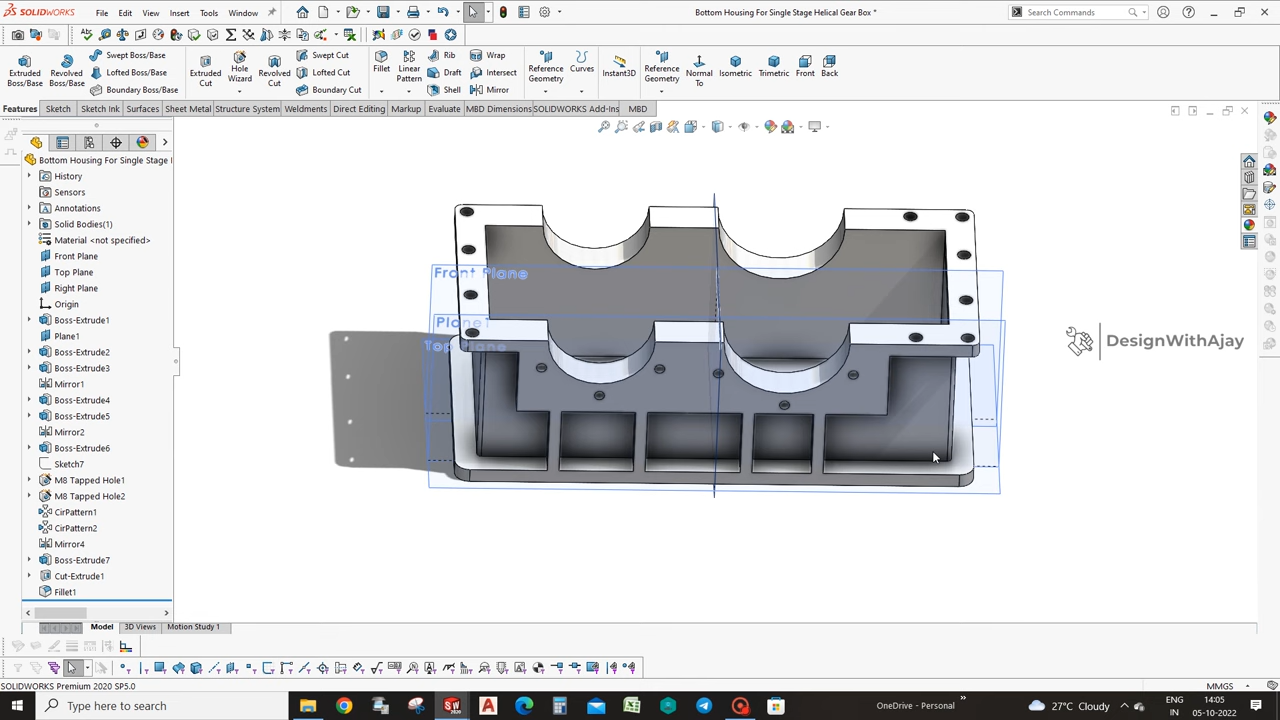 SOLIDWORKS File Edit View Insert Tools Window
Bottom Housing For Single Stage Helical Gear Box *
Search Commands
Extruded Boss/Base
Revolved Boss/Base
Swept Boss/Base
Lofted Boss/Base
Boundary Boss/Base
Extruded Cut
Hole Wizard
Revolved Cut
Swept Cut
Lofted Cut
Boundary Cut
Fillet
Linear Pattern
Rib
Draft
Shell
Wrap
Intersect
Mirror
Reference Geometry
Curves
Instant3D
Reference Geometry
Normal To
Isometric
Trimetric
Front
Back
Features Sketch Sketch Ink Surfaces Sheet Metal Structure System Weldments Direct Editing Markup Evaluate MBD Dimensions SOLIDWORKS Add-Ins MBD
Bottom Housing For Single Stage
History
Sensors
Annotations
Solid Bodies(1)
Material <not specified>
Front Plane
Top Plane
Right Plane
Origin
Boss-Extrude1
Plane1
Boss-Extrude2
Boss-Extrude3
Mirror1
Boss-Extrude4
Boss-Extrude5
Mirror2
Boss-Extrude6
Sketch7
M8 Tapped Hole1
M8 Tapped Hole2
CirPattern1
CirPattern2
Mirror4
Boss-Extrude7
Cut-Extrude1
Fillet1
Front Plane
Plane1
Top Plane
DesignWithAjay
Model 3D Views Motion Study 1
SOLIDWORKS Premium 2020 SP5.0
MMGS
Type here to search
OneDrive - Personal
27°C Cloudy
ENG
IN
14:05
05-10-2022